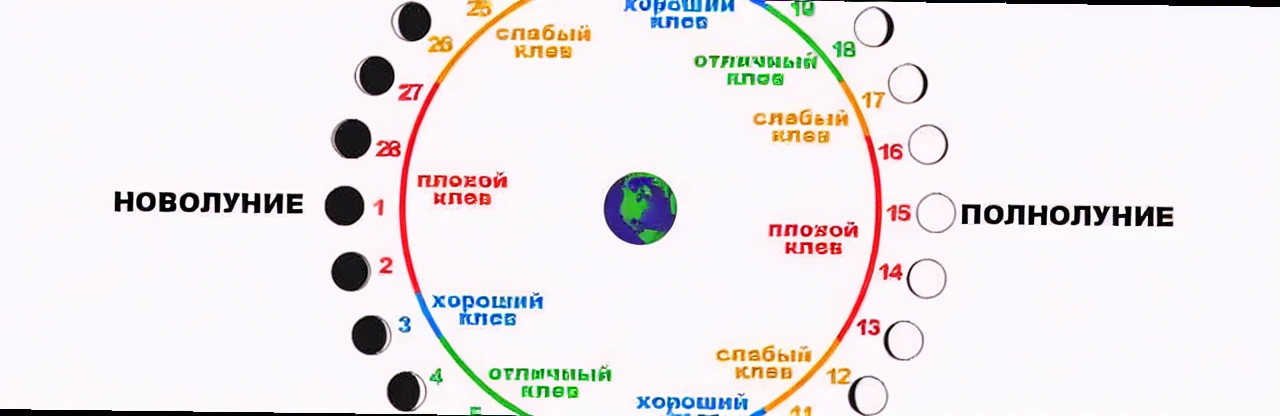 25
хороший
клев
19
26
слабый
клев
18
отличный
клев
27
17
слабый
клев
28
16
плохой
клев
НОВОЛУНИЕ
1
15
ПОЛНОЛУНИЕ
плохой
клев
2
14
хороший
клев
3
13
слабый
клев
4
отличный
клев
12
хороший
11